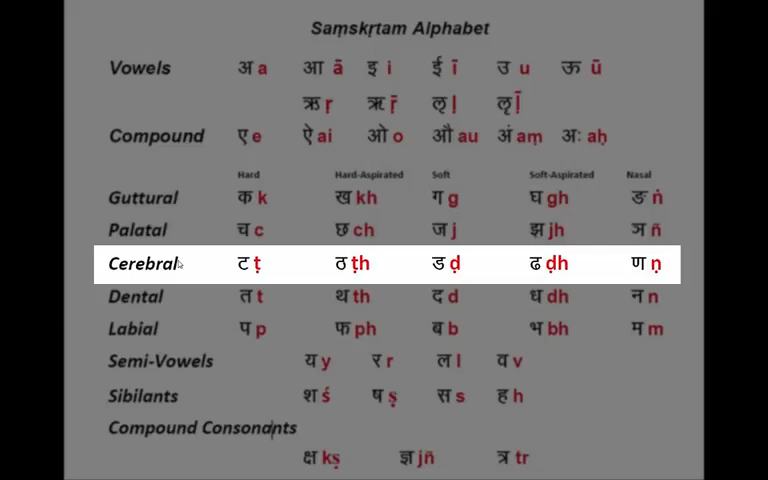 Saṃskṛtam Alphabet
Vowels अ a आ ā इ i ई ī उ u ऊ ū
ऋ ṛ ॠ ṝ ऌ ḷ ॡ ḹ
Compound ए e ऐ ai ओ o औ au अं aṃ अः aḥ
Hard Hard-Aspirated Soft Soft-Aspirated Nasal
Guttural क k ख kh ग g घ gh ङ ṅ
Palatal च c छ ch ज j झ jh ञ ñ
Cerebral ट ṭ ठ ṭh ड ḍ ढ ḍh ण ṇ
Dental त t थ th द d ध dh न n
Labial प p फ ph ब b भ bh म m
Semi-Vowels य y र r ल l व v
Sibilants श ś ष ṣ स s ह h
Compound Consonants
क्ष kṣ ज्ञ jñ त्र tr